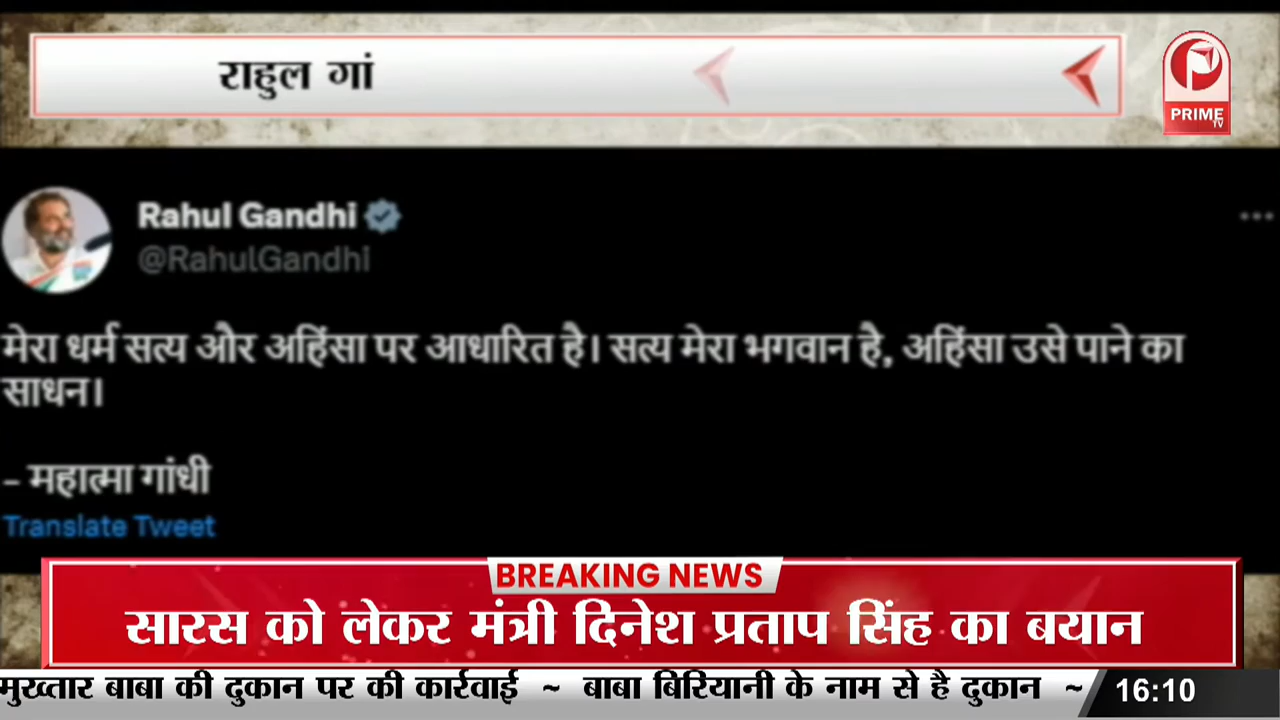 राहुल गां
PRIME
TV
Rahul Gandhi
@RahulGandhi
मेरा धर्म सत्य और अहिंसा पर आधारित है। सत्य मेरा भगवान है, अहिंसा उसे पाने का
साधन।
- महात्मा गांधी
Translate Tweet
BREAKING NEWS
सारस को लेकर मंत्री दिनेश प्रताप सिंह का बयान
मुख्तार बाबा की दुकान पर की कार्रवाई ~ बाबा बिरियानी के नाम से है दुकान ~
16:10